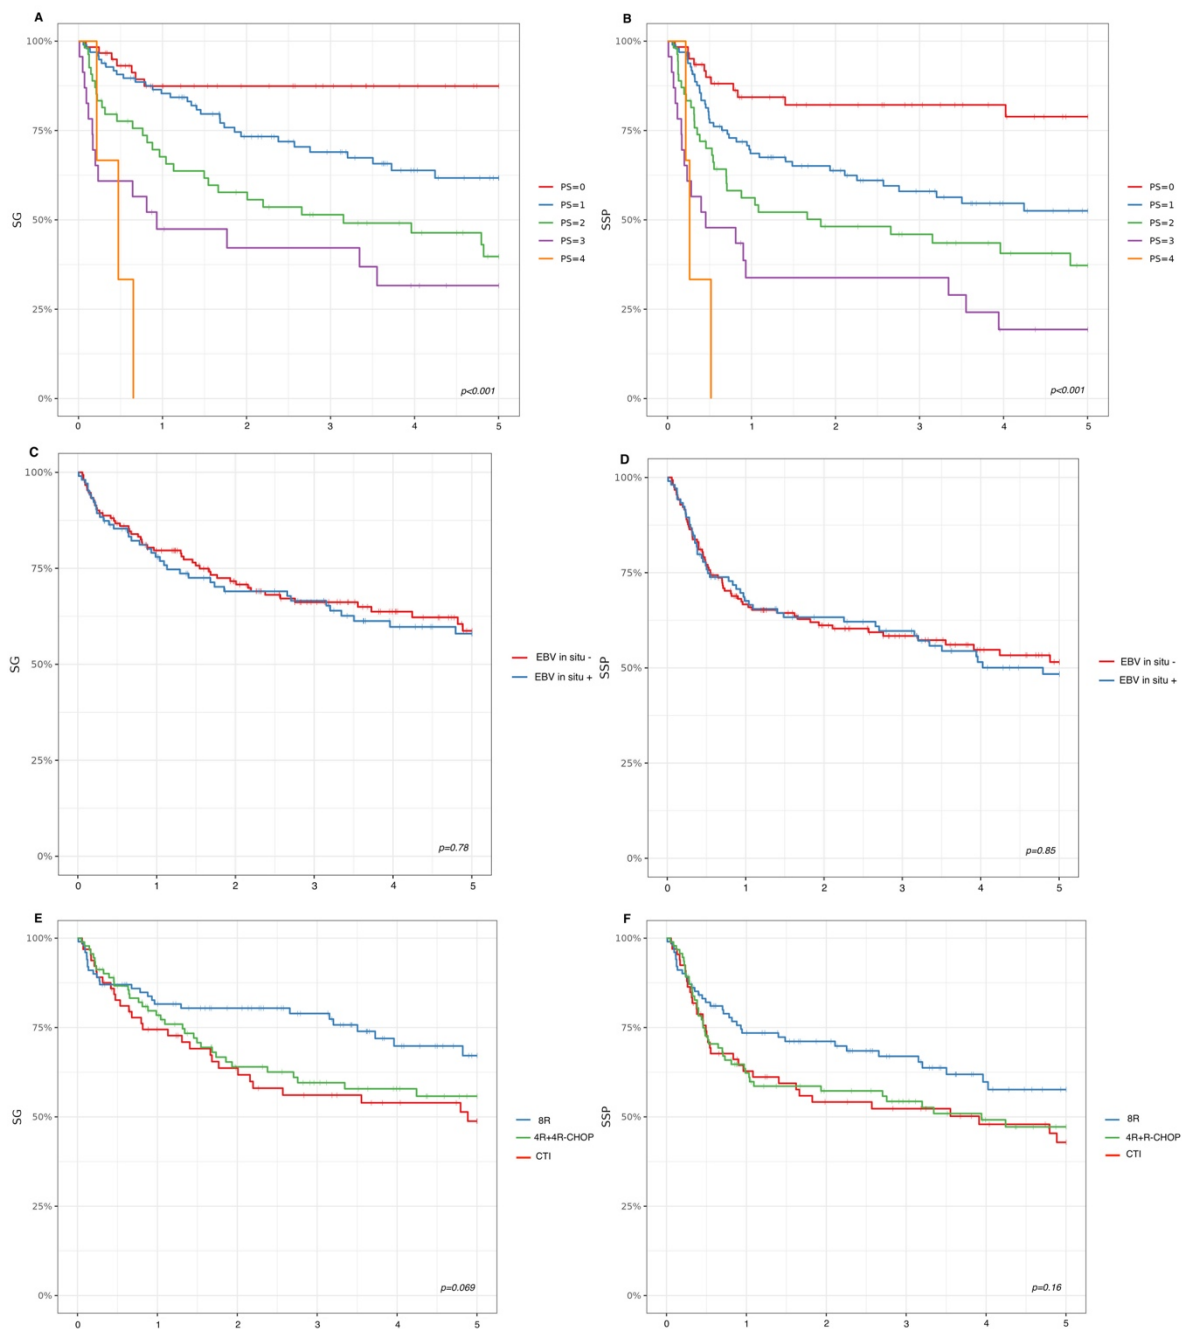 A
100%
75%
50%
25%
0%
SG
0 1 2 3 4 5
p<0.001
PS=0
PS=1
PS=2
PS=3
PS=4
B
100%
75%
50%
25%
0%
SSP
0 1 2 3 4 5
p<0.001
PS=0
PS=1
PS=2
PS=3
PS=4
C
100%
75%
50%
25%
0%
SG
0 1 2 3 4 5
p=0.78
EBV in situ -
EBV in situ +
D
100%
75%
50%
25%
0%
SSP
0 1 2 3 4 5
p=0.85
EBV in situ -
EBV in situ +
E
100%
75%
50%
25%
0%
SG
0 1 2 3 4 5
p=0.069
8R
4R+4R-CHOP
CTI
F
100%
75%
50%
25%
0%
SSP
0 1 2 3 4 5
p=0.16
8R
4R+R-CHOP
CTI